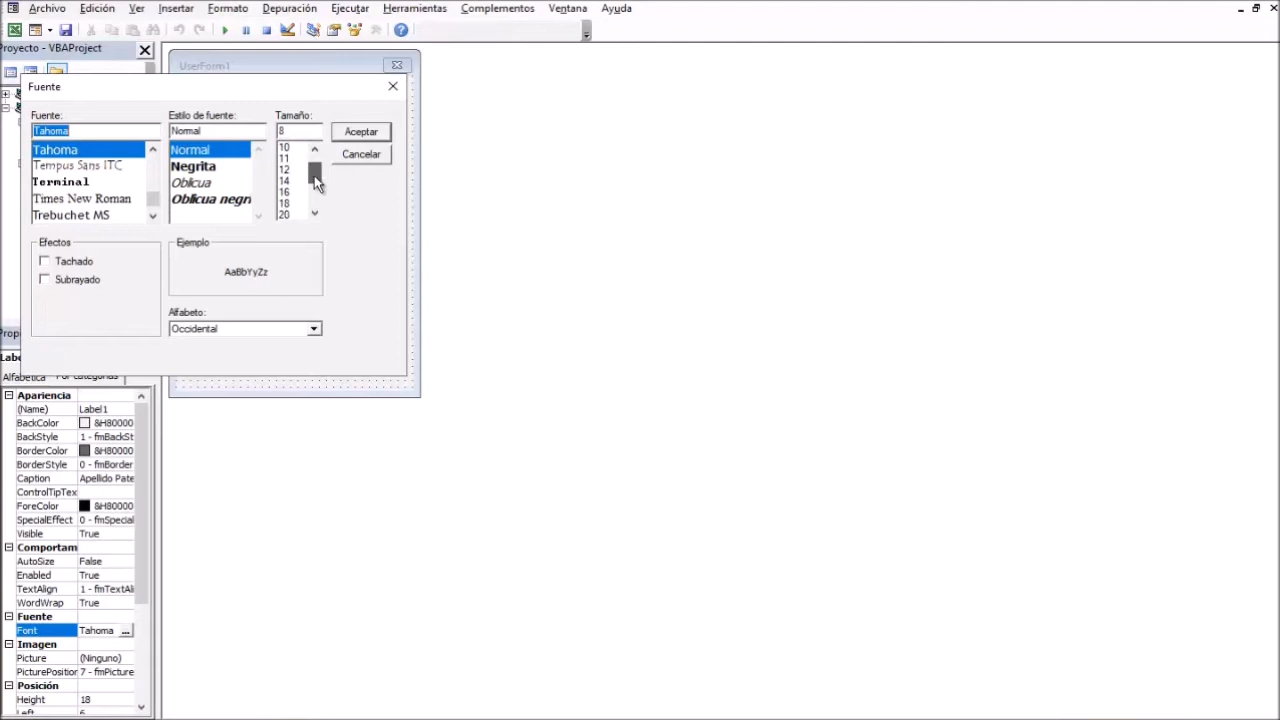 Archivo Edición Ver Insertar Formato Depuración Ejecutar Herramientas Complementos Ventana Ayuda
Proyecto - VBAProject
UserForm1
Fuente
Fuente: Estilo de fuente: Tamaño:
Tahoma Normal 8 Aceptar
Tahoma Normal 10
Tempus Sans ITC Negrita 11
Terminal Oblicua 12
Times New Roman Oblicua negri 14
Trebuchet MS 16
18
20
Cancelar
Efectos Ejemplo
Tachado
Subrayado
AaBbYyZz
Alfabeto:
Occidental
Prop
Labe
Alfabética Por categorías
Apariencia
(Name) Label1
BackColor &H80000
BackStyle 1 - fmBackSt
BorderColor &H80000
BorderStyle 0 - fmBorder
Caption Apellido Pate
ControlTipTex
ForeColor &H80000
SpecialEffect 0 - fmSpecial
Visible True
Comportam
AutoSize False
Enabled True
TextAlign 1 - fmTextAli
WordWrap True
Fuente
Font Tahoma ...
Imagen
Picture (Ninguno)
PicturePosition 7 - fmPicture
Posición
Height 18
Left 6